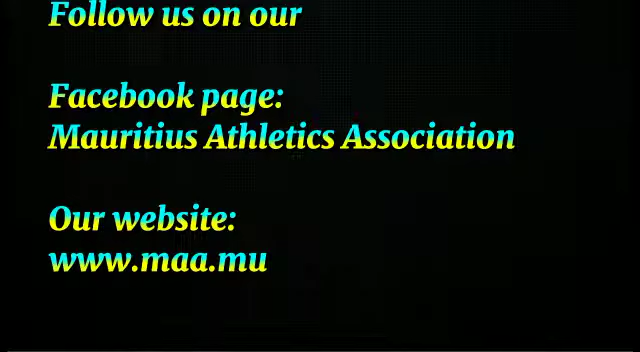 Follow us on our
Facebook page:
Mauritius Athletics Association
Our website:
www.maa.mu